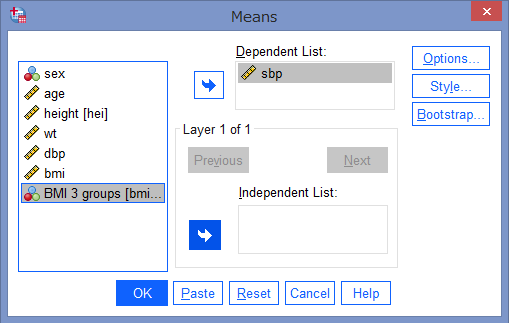 Means
Dependent List:
sbp
Options...
Style...
Bootstrap...
sex
age
height [hei]
wt
dbp
bmi
BMI 3 groups [bmi...
Layer 1 of 1
Previous
Next
Independent List:
OK
Paste
Reset
Cancel
Help